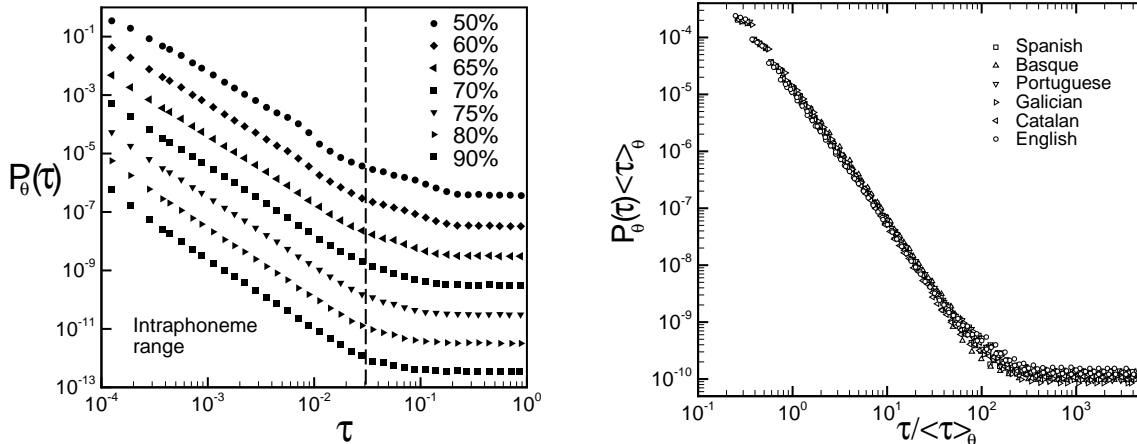 10^-1
10^-3
10^-5
10^-7
10^-9
10^-11
10^-13
P_θ(τ)
50%
60%
65%
70%
75%
80%
90%
Intraphoneme
range
10^-4
10^-3
10^-2
10^-1
10^0
τ
10^-4
10^-5
10^-6
10^-7
10^-8
10^-9
10^-10
P_θ(τ)<τ>_θ
Spanish
Basque
Portuguese
Galician
Catalan
English
10^-1
10^0
10^1
10^2
10^3
τ/<τ>_θ